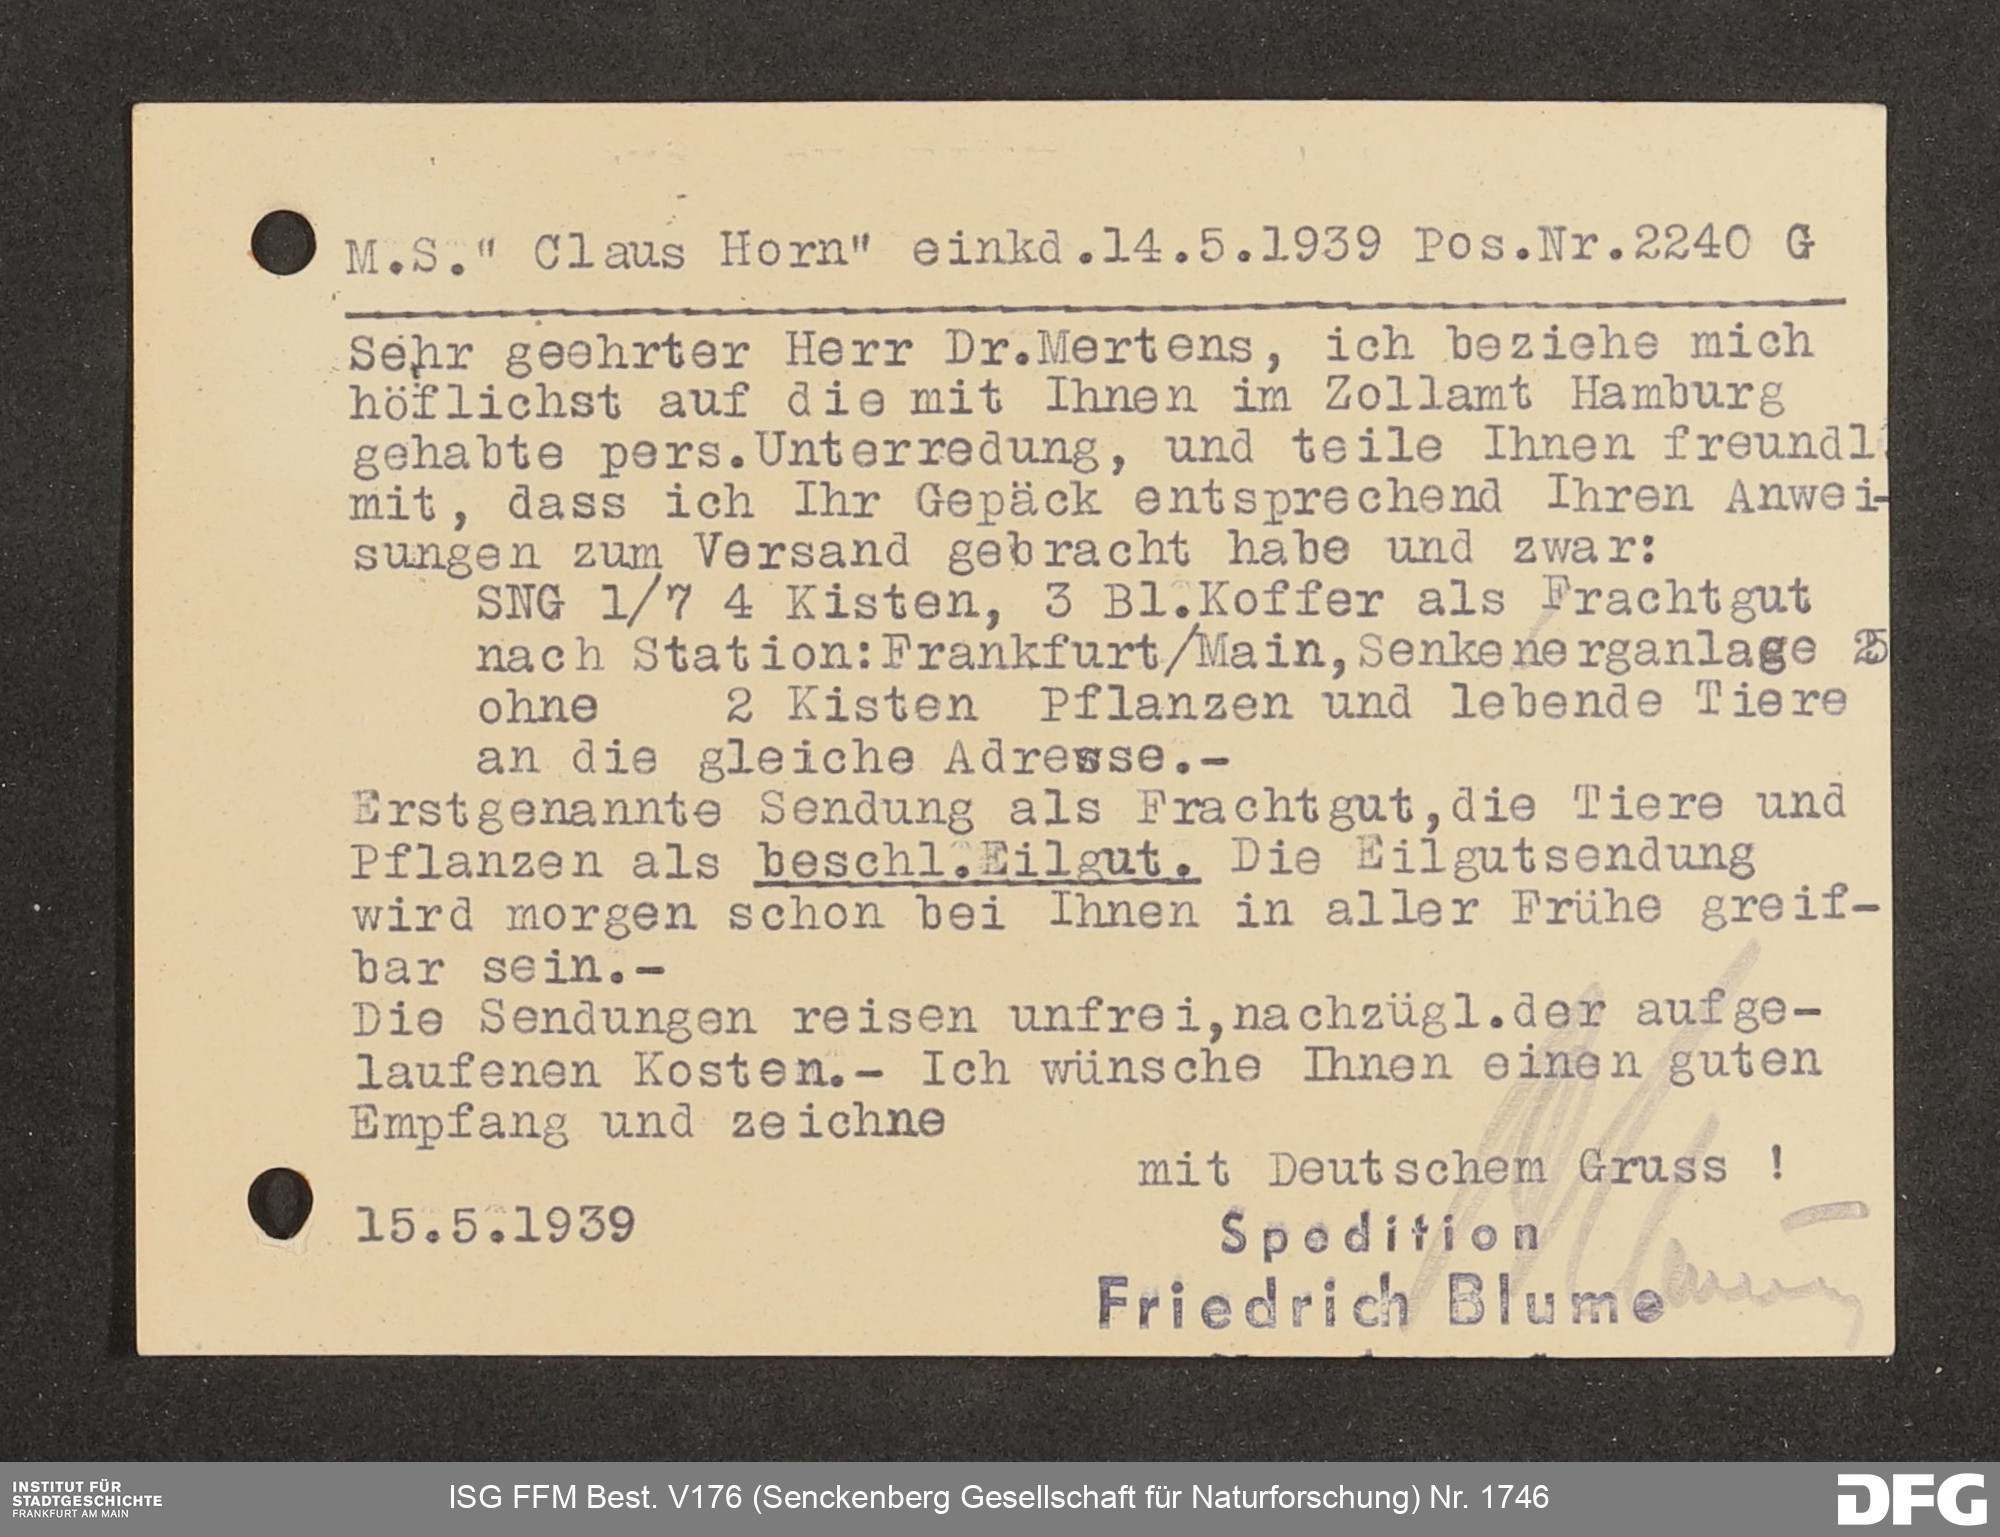 M.S." Claus Horn" einkd.14.5.1939 Pos.Nr.2240 G
Sehr geehrter Herr Dr.Mertens, ich beziehe mich
höflichst auf die mit Ihnen im Zollamt Hamburg
gehabte pers.Unterredung, und teile Ihnen freundl
mit, dass ich Ihr Gepäck entsprechend Ihren Anwei-
sungen zum Versand gebracht habe und zwar:
SNG 1/7 4 Kisten, 3 Bl.Koffer als Frachtgut
nach Station:Frankfurt/Main,Senkenerganlage 25
ohne 2 Kisten Pflanzen und lebende Tiere
an die gleiche Adresse.-
Erstgenannte Sendung als Frachtgut,die Tiere und
Pflanzen als beschl.Eilgut. Die Eilgutsendung
wird morgen schon bei Ihnen in aller Frühe greif-
bar sein.-
Die Sendungen reisen unfrei,nachzügl.der aufge-
laufenen Kosten.- Ich wünsche Ihnen einen guten
Empfang und zeichne
mit Deutschem Gruss !
15.5.1939
Spedition
Friedrich Blume
INSTITUT FÜR
STADTGESCHICHTE
FRANKFURT AM MAIN
ISG FFM Best. V176 (Senckenberg Gesellschaft für Naturforschung) Nr. 1746
DFG